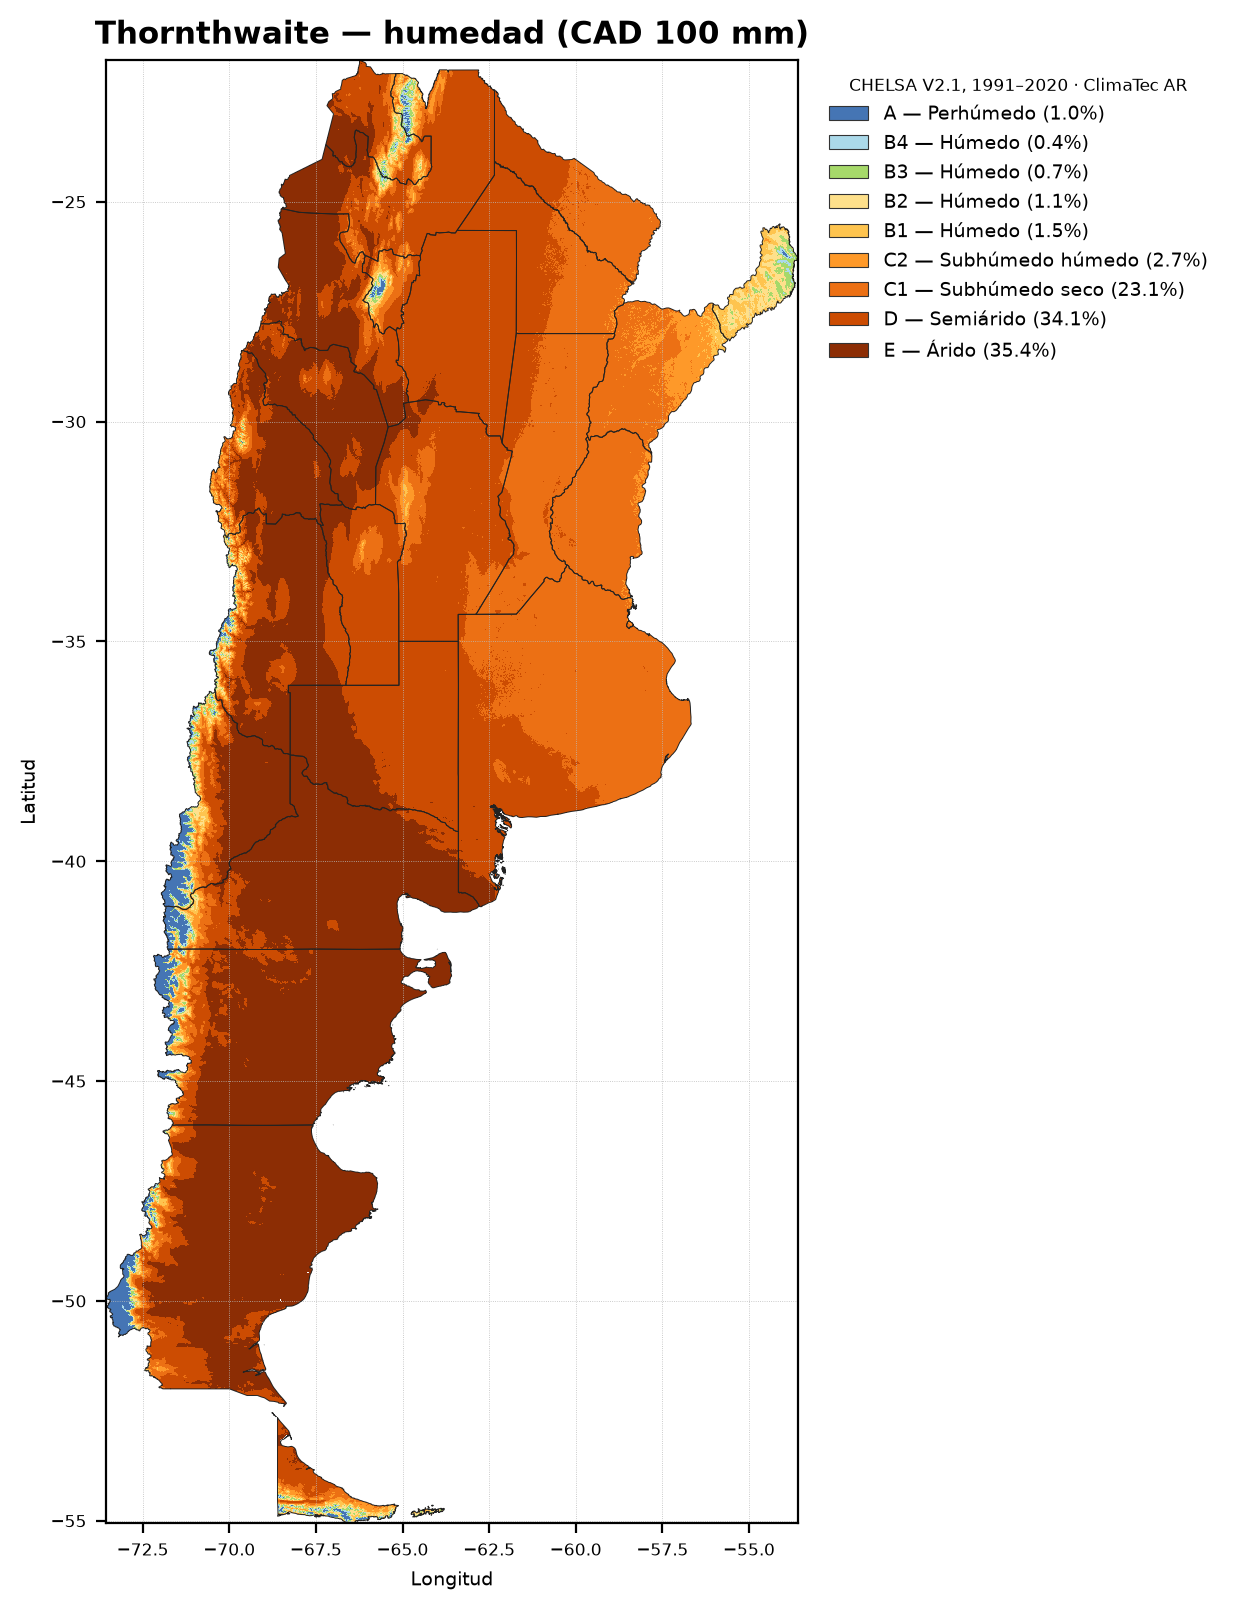 Thornthwaite — humedad (CAD 100 mm)
CHELSA V2.1, 1991–2020 · ClimaTec AR
A — Perhúmedo (1.0%)
B4 — Húmedo (0.4%)
B3 — Húmedo (0.7%)
B2 — Húmedo (1.1%)
B1 — Húmedo (1.5%)
C2 — Subhúmedo húmedo (2.7%)
C1 — Subhúmedo seco (23.1%)
D — Semiárido (34.1%)
E — Árido (35.4%)
Latitud
−25
−30
−35
−40
−45
−50
−55
−72.5 −70.0 −67.5 −65.0 −62.5 −60.0 −57.5 −55.0
Longitud